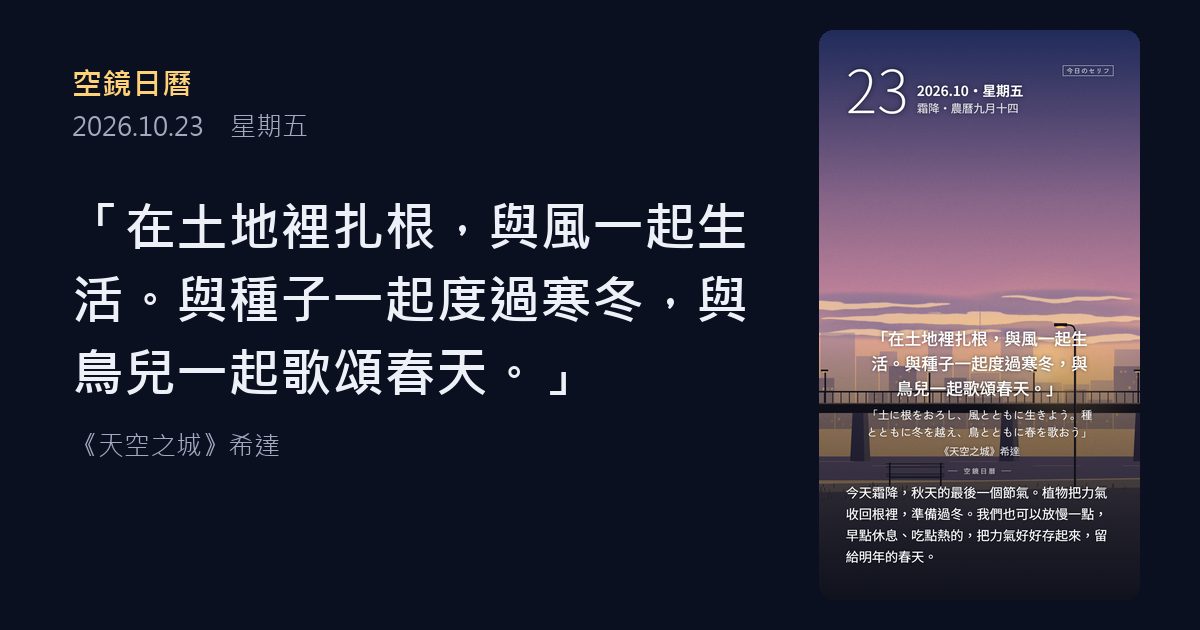 空鏡日曆
2026.10.23 星期五
「在土地裡扎根，與風一起生
活。與種子一起度過寒冬，與
鳥兒一起歌頌春天。」
《天空之城》希達
23
2026.10・星期五
霜降・農曆九月十四
今日のセリフ
「在土地裡扎根，與風一起生
活。與種子一起度過寒冬，與
鳥兒一起歌頌春天。」
「土に根をおろし、風とともに生きよう。種
とともに冬を越え、鳥とともに春を歌おう」
《天空之城》希達
空鏡日曆
今天霜降，秋天的最後一個節氣。植物把力氣
收回根裡，準備過冬。我們也可以放慢一點，
早點休息、吃點熱的，把力氣好好存起來，留
給明年的春天。